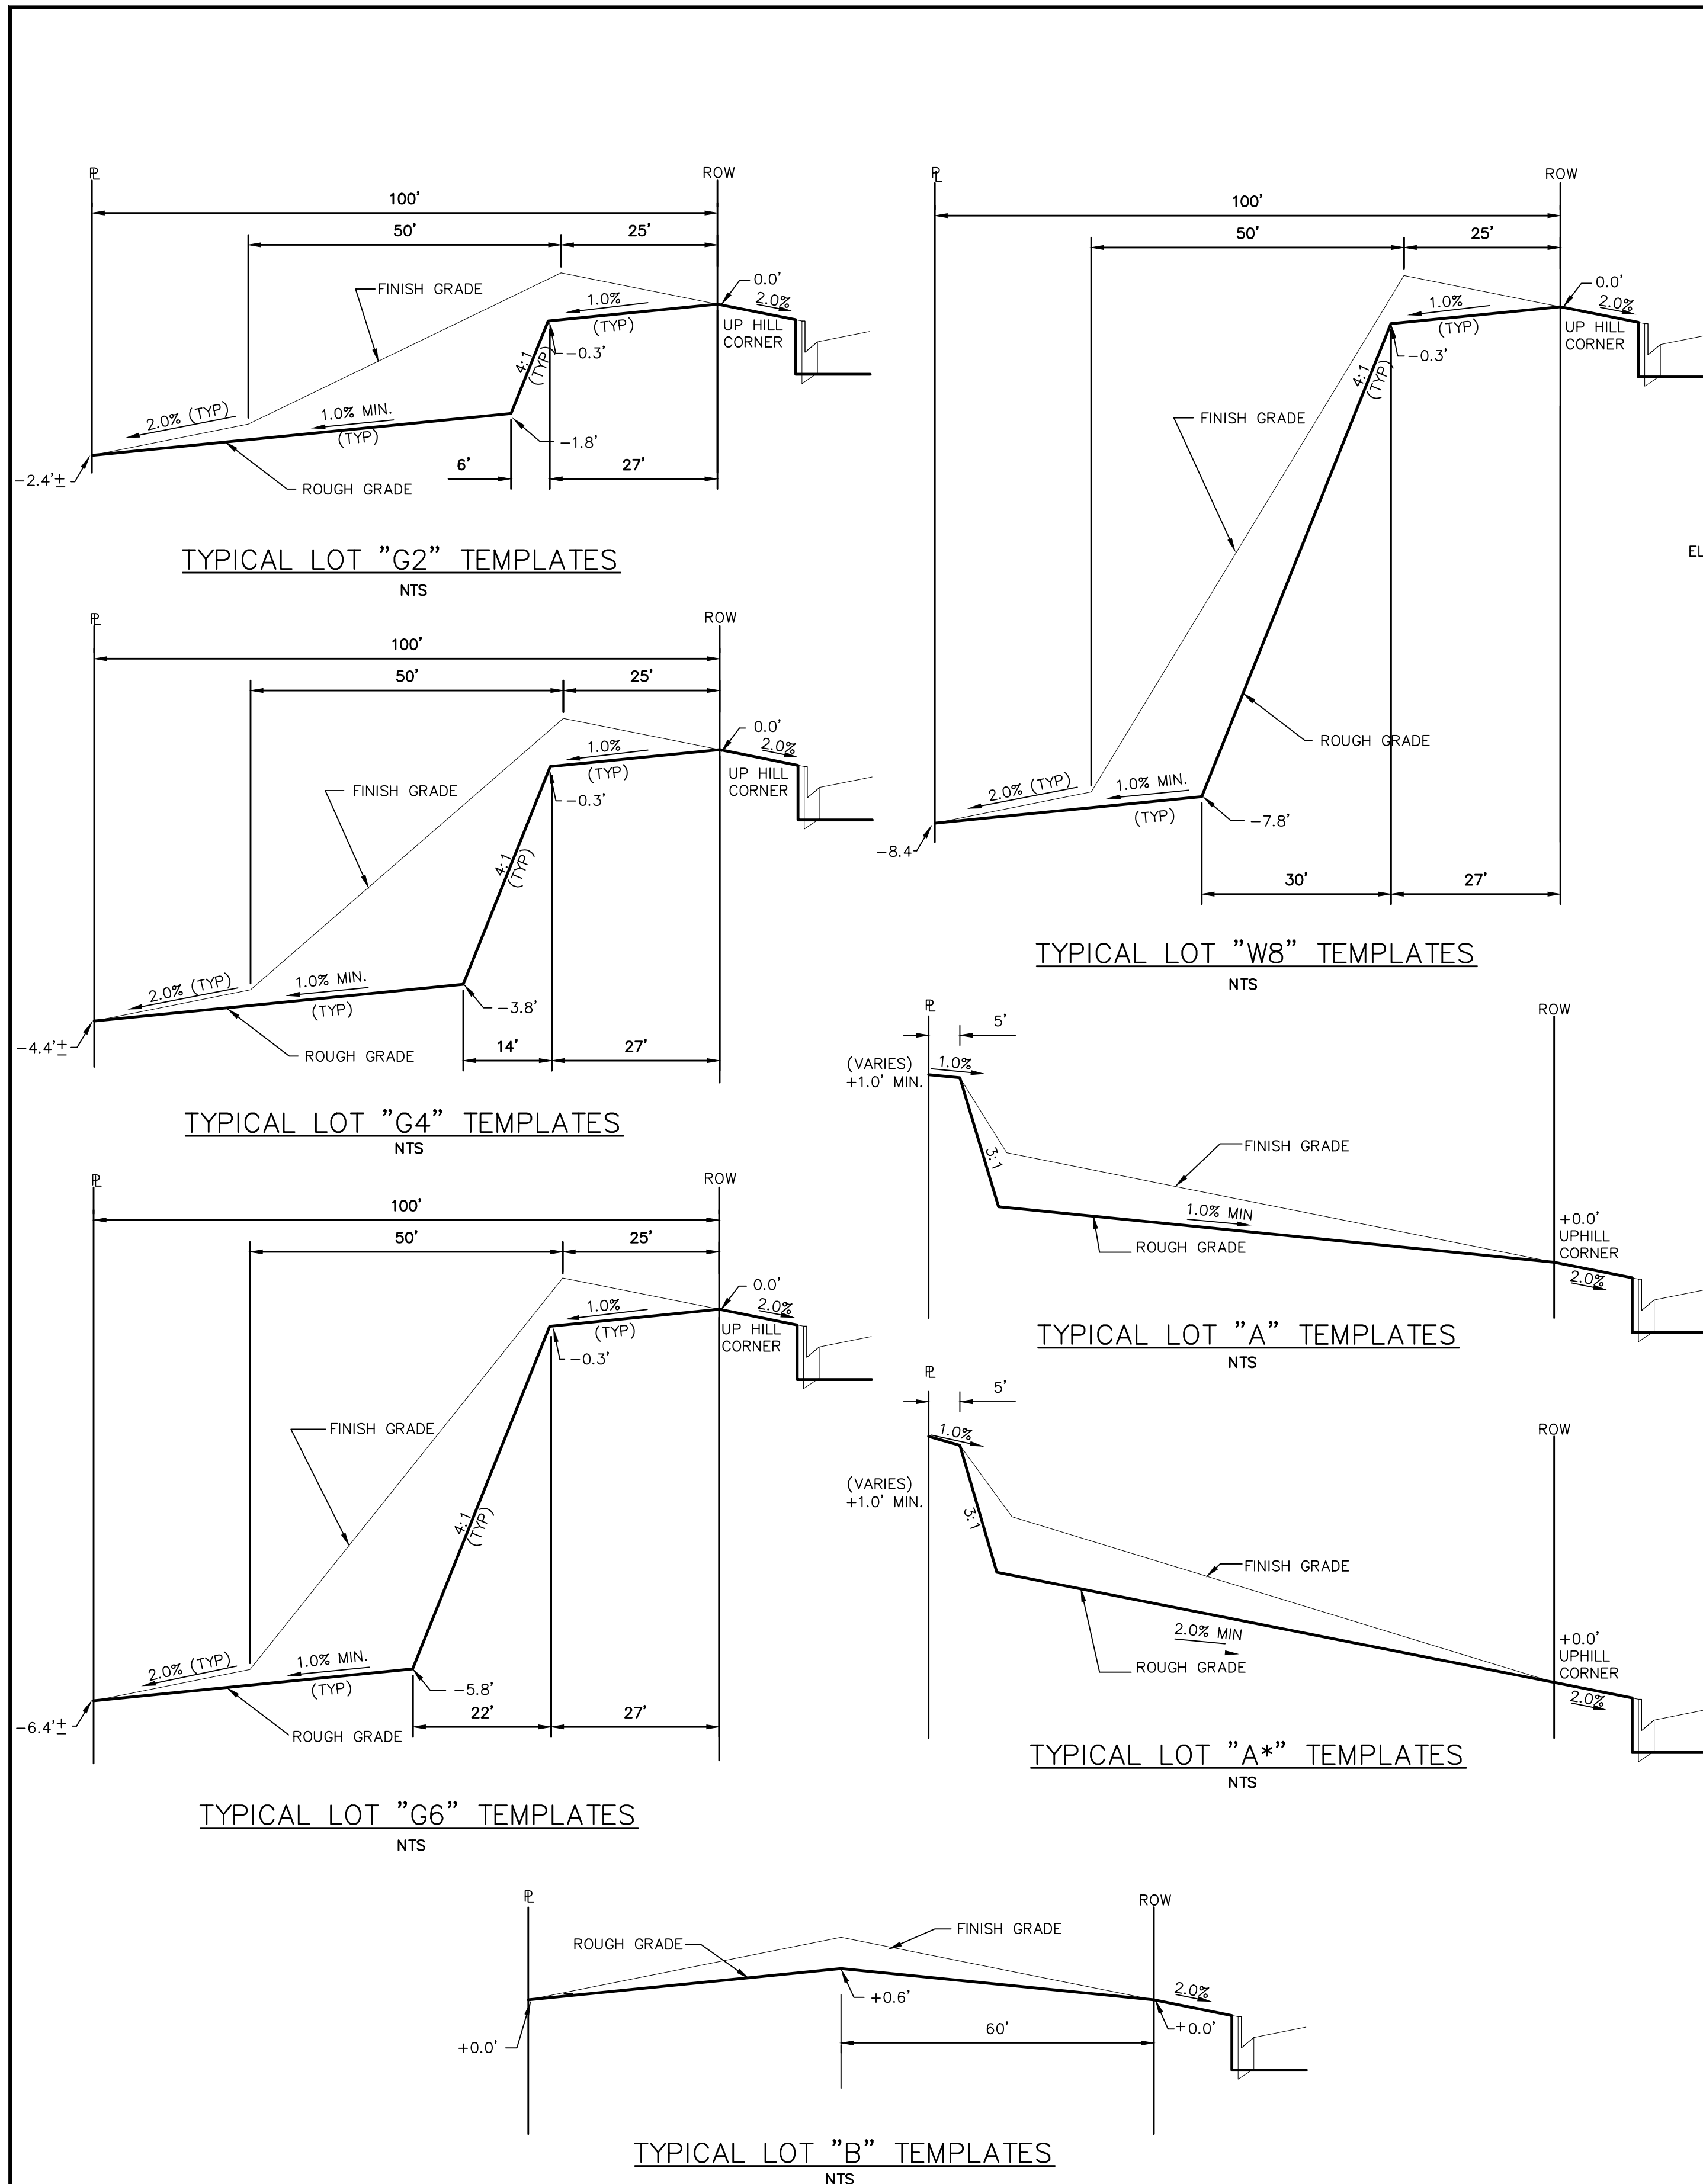 ℄
ROW
100'
50'
25'
FINISH GRADE
0.0'
1.0%
(TYP)
2.0%
UP HILL
CORNER
-0.3'
4:1
(TYP)
2.0% (TYP)
1.0% MIN.
(TYP)
-1.8'
-2.4'±
ROUGH GRADE
6'
27'
TYPICAL LOT "G2" TEMPLATES
NTS
℄
ROW
100'
50'
25'
0.0'
1.0%
(TYP)
2.0%
UP HILL
CORNER
FINISH GRADE
-0.3'
4:1
(TYP)
2.0% (TYP)
1.0% MIN.
(TYP)
-3.8'
-4.4'±
ROUGH GRADE
14'
27'
TYPICAL LOT "G4" TEMPLATES
NTS
℄
ROW
100'
50'
25'
0.0'
1.0%
(TYP)
2.0%
UP HILL
CORNER
-0.3'
FINISH GRADE
4:1
(TYP)
2.0% (TYP)
1.0% MIN.
(TYP)
-5.8'
-6.4'±
ROUGH GRADE
22'
27'
TYPICAL LOT "G6" TEMPLATES
NTS
℄
ROW
100'
50'
25'
0.0'
1.0%
(TYP)
2.0%
UP HILL
CORNER
-0.3'
4:1
(TYP)
FINISH GRADE
EL
ROUGH GRADE
2.0% (TYP)
1.0% MIN.
(TYP)
-7.8'
-8.4
30'
27'
TYPICAL LOT "W8" TEMPLATES
NTS
℄
ROW
5'
(VARIES)
+1.0' MIN.
1.0%
3:1
FINISH GRADE
1.0% MIN
ROUGH GRADE
+0.0'
UPHILL
CORNER
2.0%
TYPICAL LOT "A" TEMPLATES
NTS
℄
5'
ROW
1.0%
(VARIES)
+1.0' MIN.
3:1
FINISH GRADE
2.0% MIN
ROUGH GRADE
+0.0'
UPHILL
CORNER
2.0%
TYPICAL LOT "A*" TEMPLATES
NTS
℄
ROW
ROUGH GRADE
FINISH GRADE
+0.6'
2.0%
60'
+0.0'
+0.0'
TYPICAL LOT "B" TEMPLATES
NTS